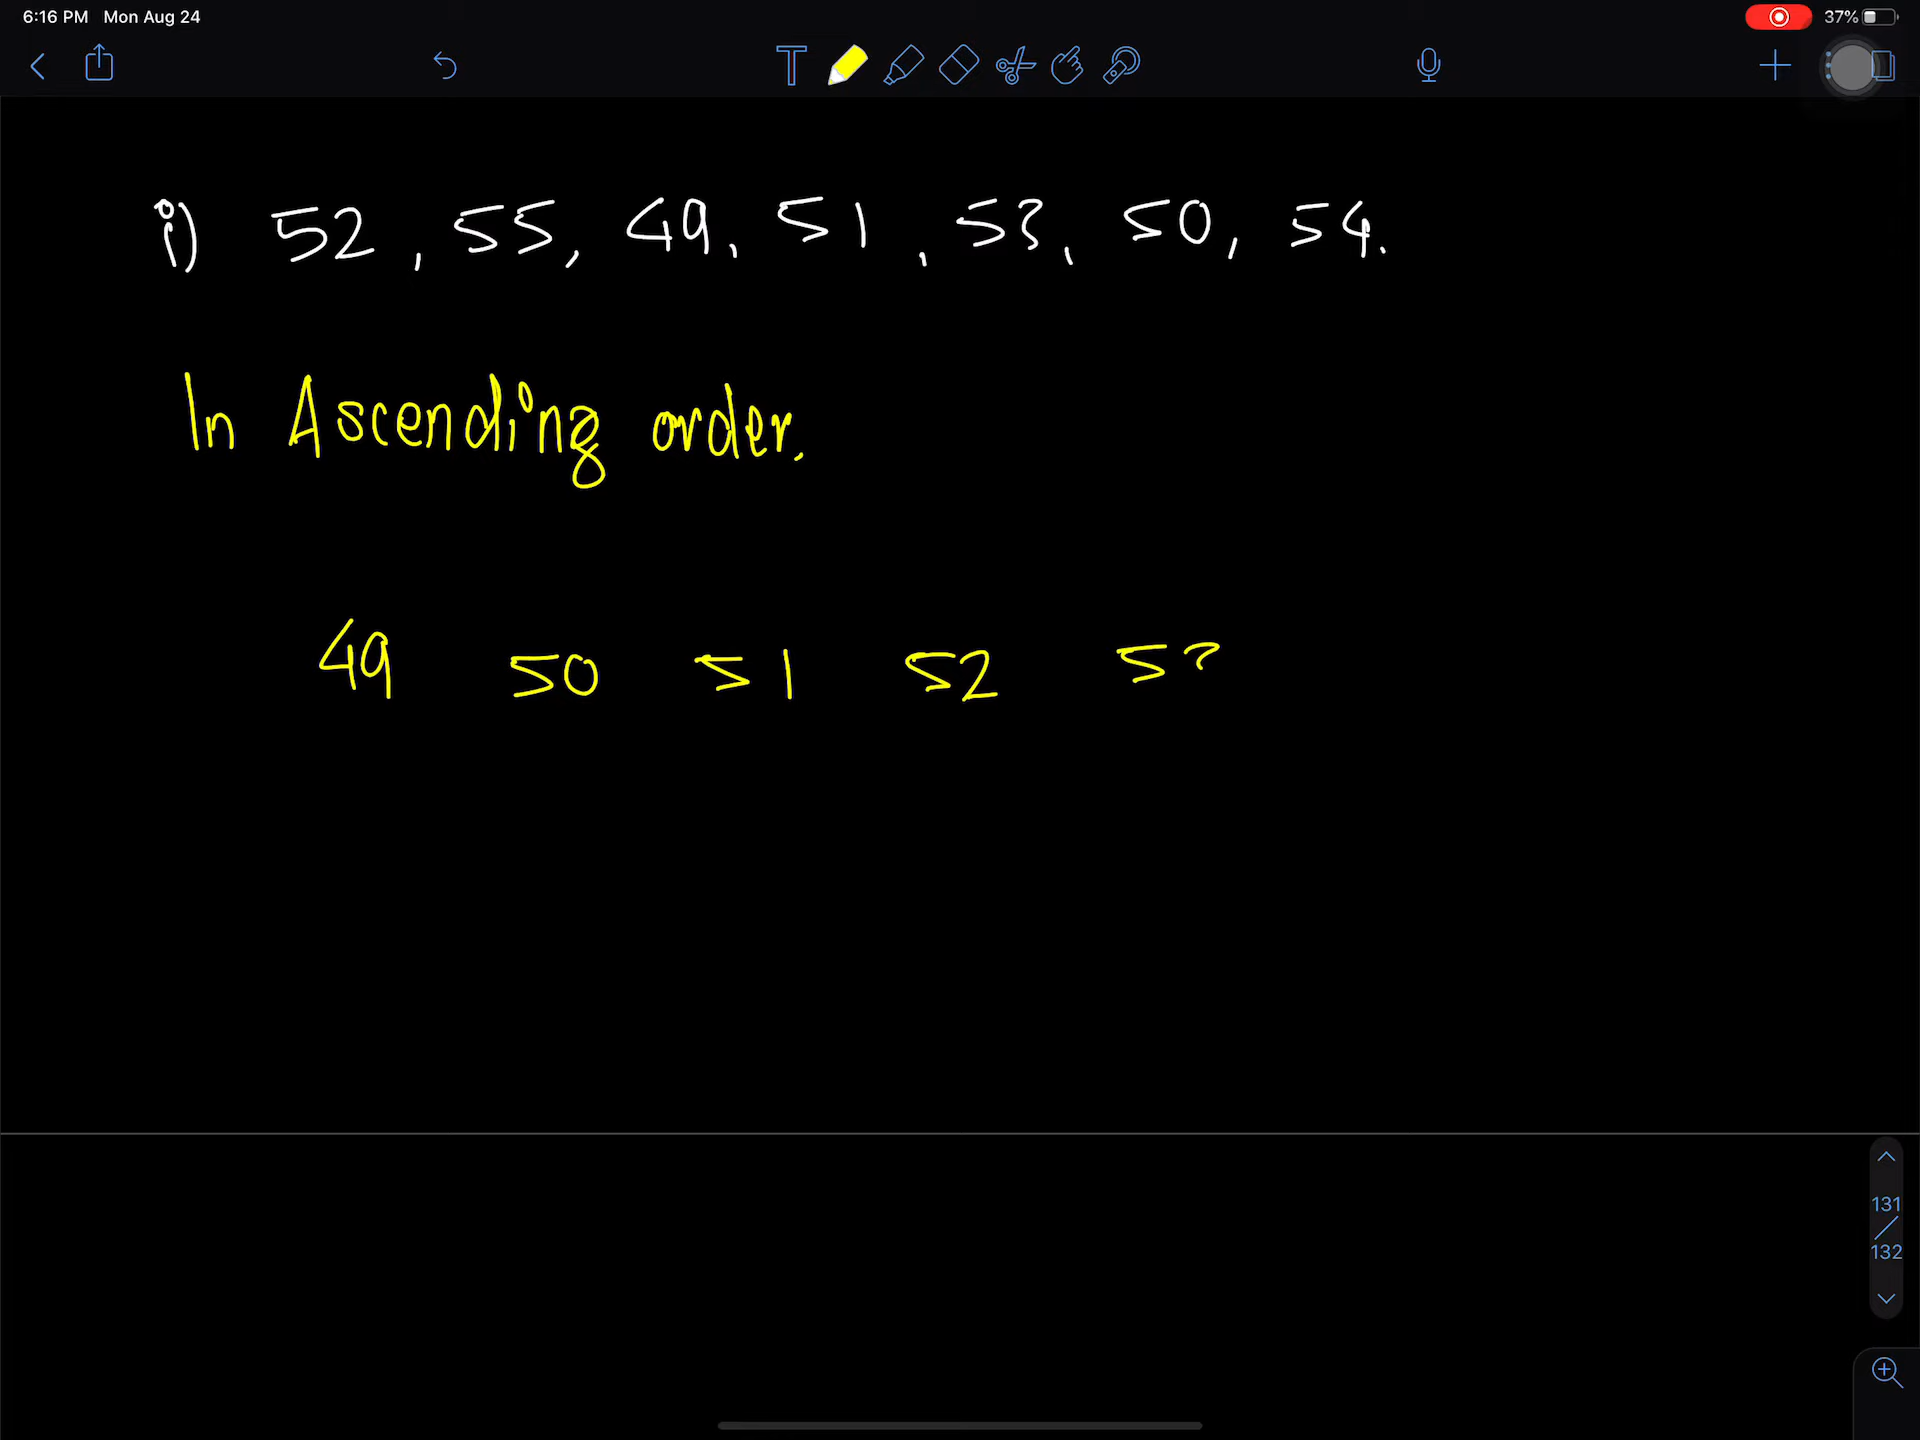 6:16 PM Mon Aug 24 37%
i) 52, 55, 49, 51, 53, 50, 54.
In Ascending order.
49 50 51 52
131
132